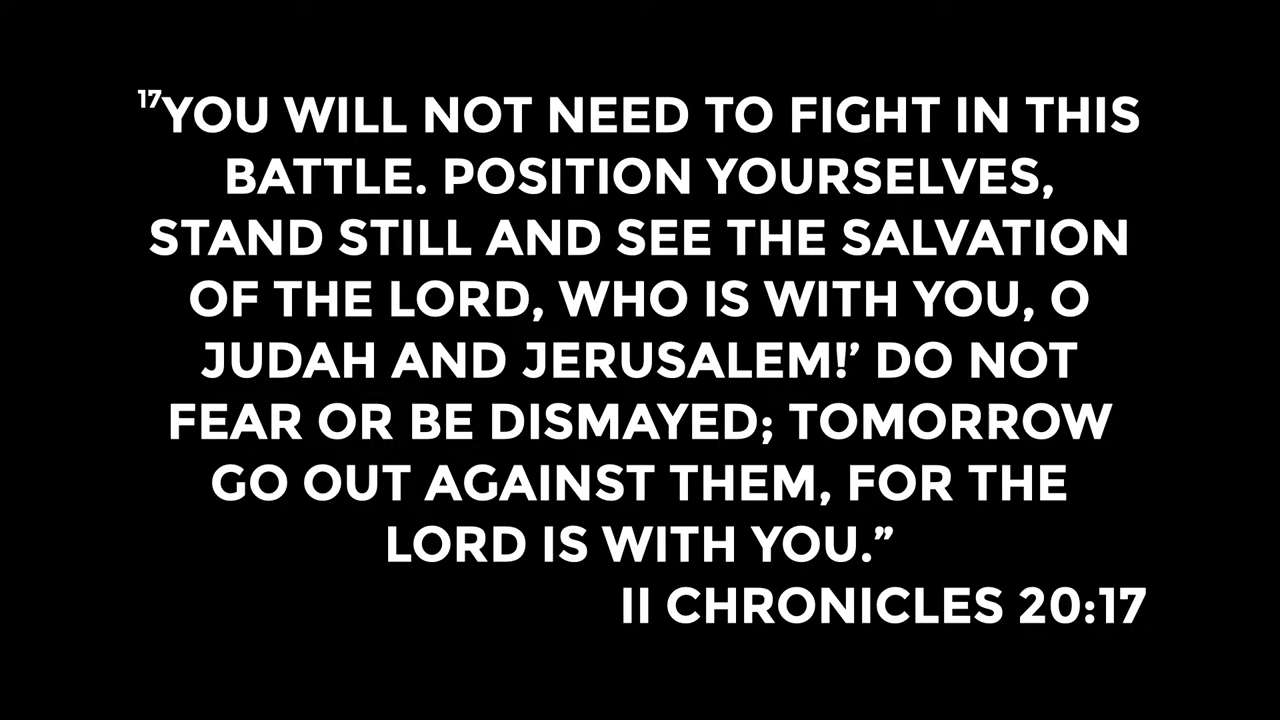 ¹⁷YOU WILL NOT NEED TO FIGHT IN THIS
BATTLE. POSITION YOURSELVES,
STAND STILL AND SEE THE SALVATION
OF THE LORD, WHO IS WITH YOU, O
JUDAH AND JERUSALEM!’ DO NOT
FEAR OR BE DISMAYED; TOMORROW
GO OUT AGAINST THEM, FOR THE
LORD IS WITH YOU.”
II CHRONICLES 20:17